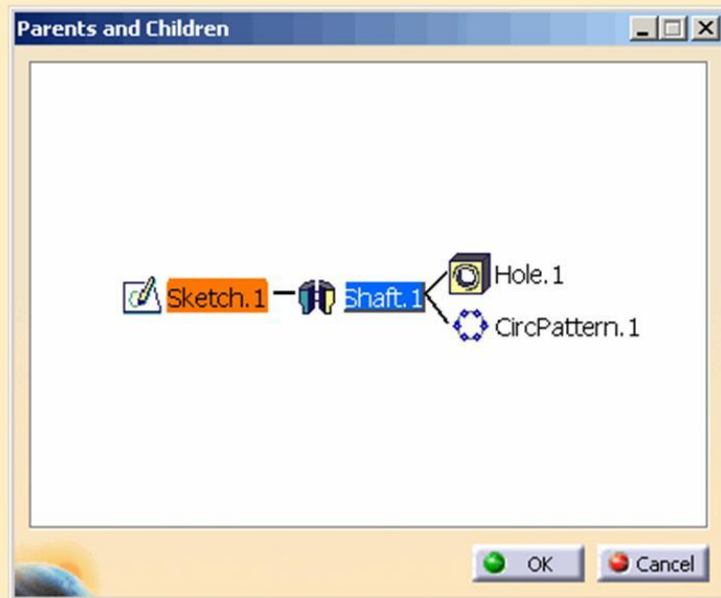 Parents and Children
Sketch.1
Shaft.1
Hole.1
CircPattern.1
OK
Cancel